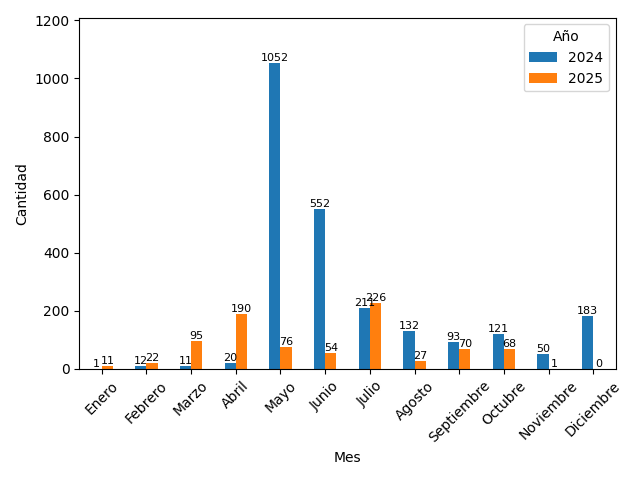 Año
2024
2025
1200
1000
800
600
400
200
0
Cantidad
1 11
12 22
11 95
20 190
1052 76
552 54
211 226
132 27
93 70
121 68
50 1
183 0
Enero
Febrero
Marzo
Abril
Mayo
Junio
Julio
Agosto
Septiembre
Octubre
Noviembre
Diciembre
Mes